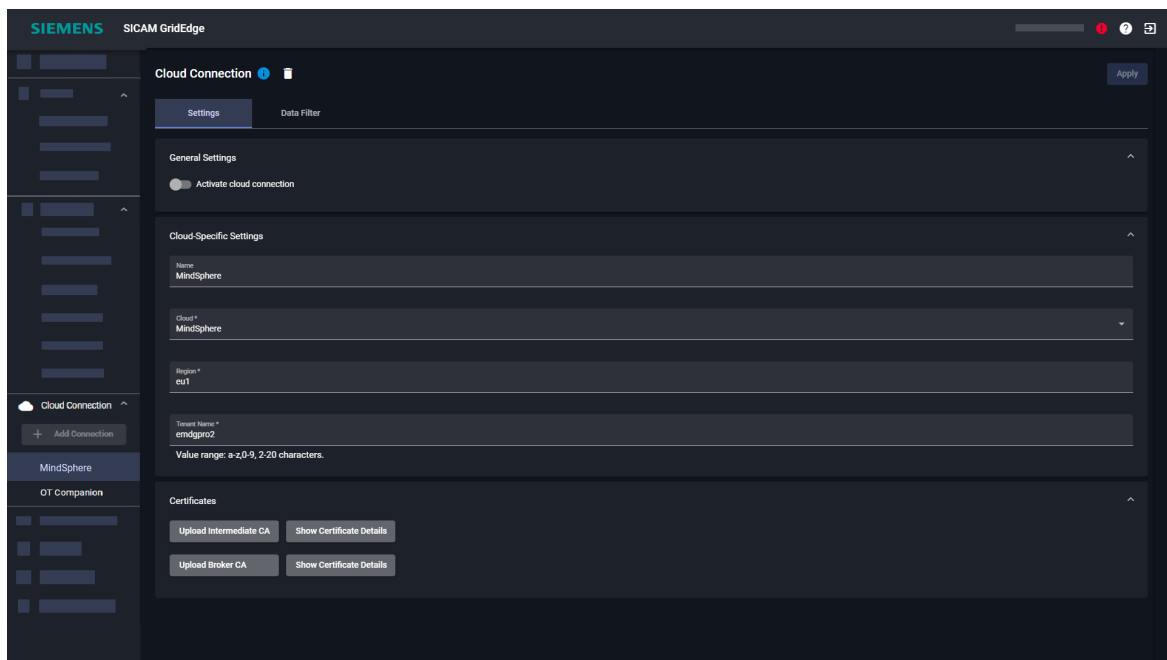 SIEMENS SICAM GridEdge
Cloud Connection
Apply
Settings Data Filter
General Settings
Activate cloud connection
Cloud-Specific Settings
Name
MindSphere
Cloud *
MindSphere
Region *
eu1
Tenant Name *
emdgpro2
Value range: a-z,0-9, 2-20 characters.
Certificates
Upload Intermediate CA Show Certificate Details
Upload Broker CA Show Certificate Details
Cloud Connection
+ Add Connection
MindSphere
OT Companion